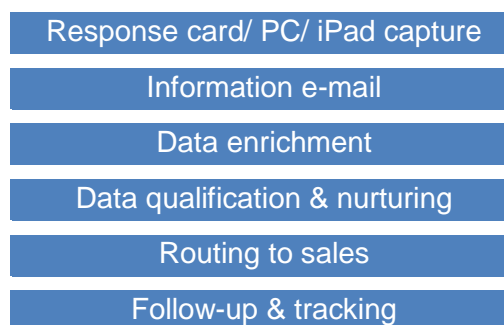 Response card/ PC/ iPad capture
Information e-mail
Data enrichment
Data qualification & nurturing
Routing to sales
Follow-up & tracking